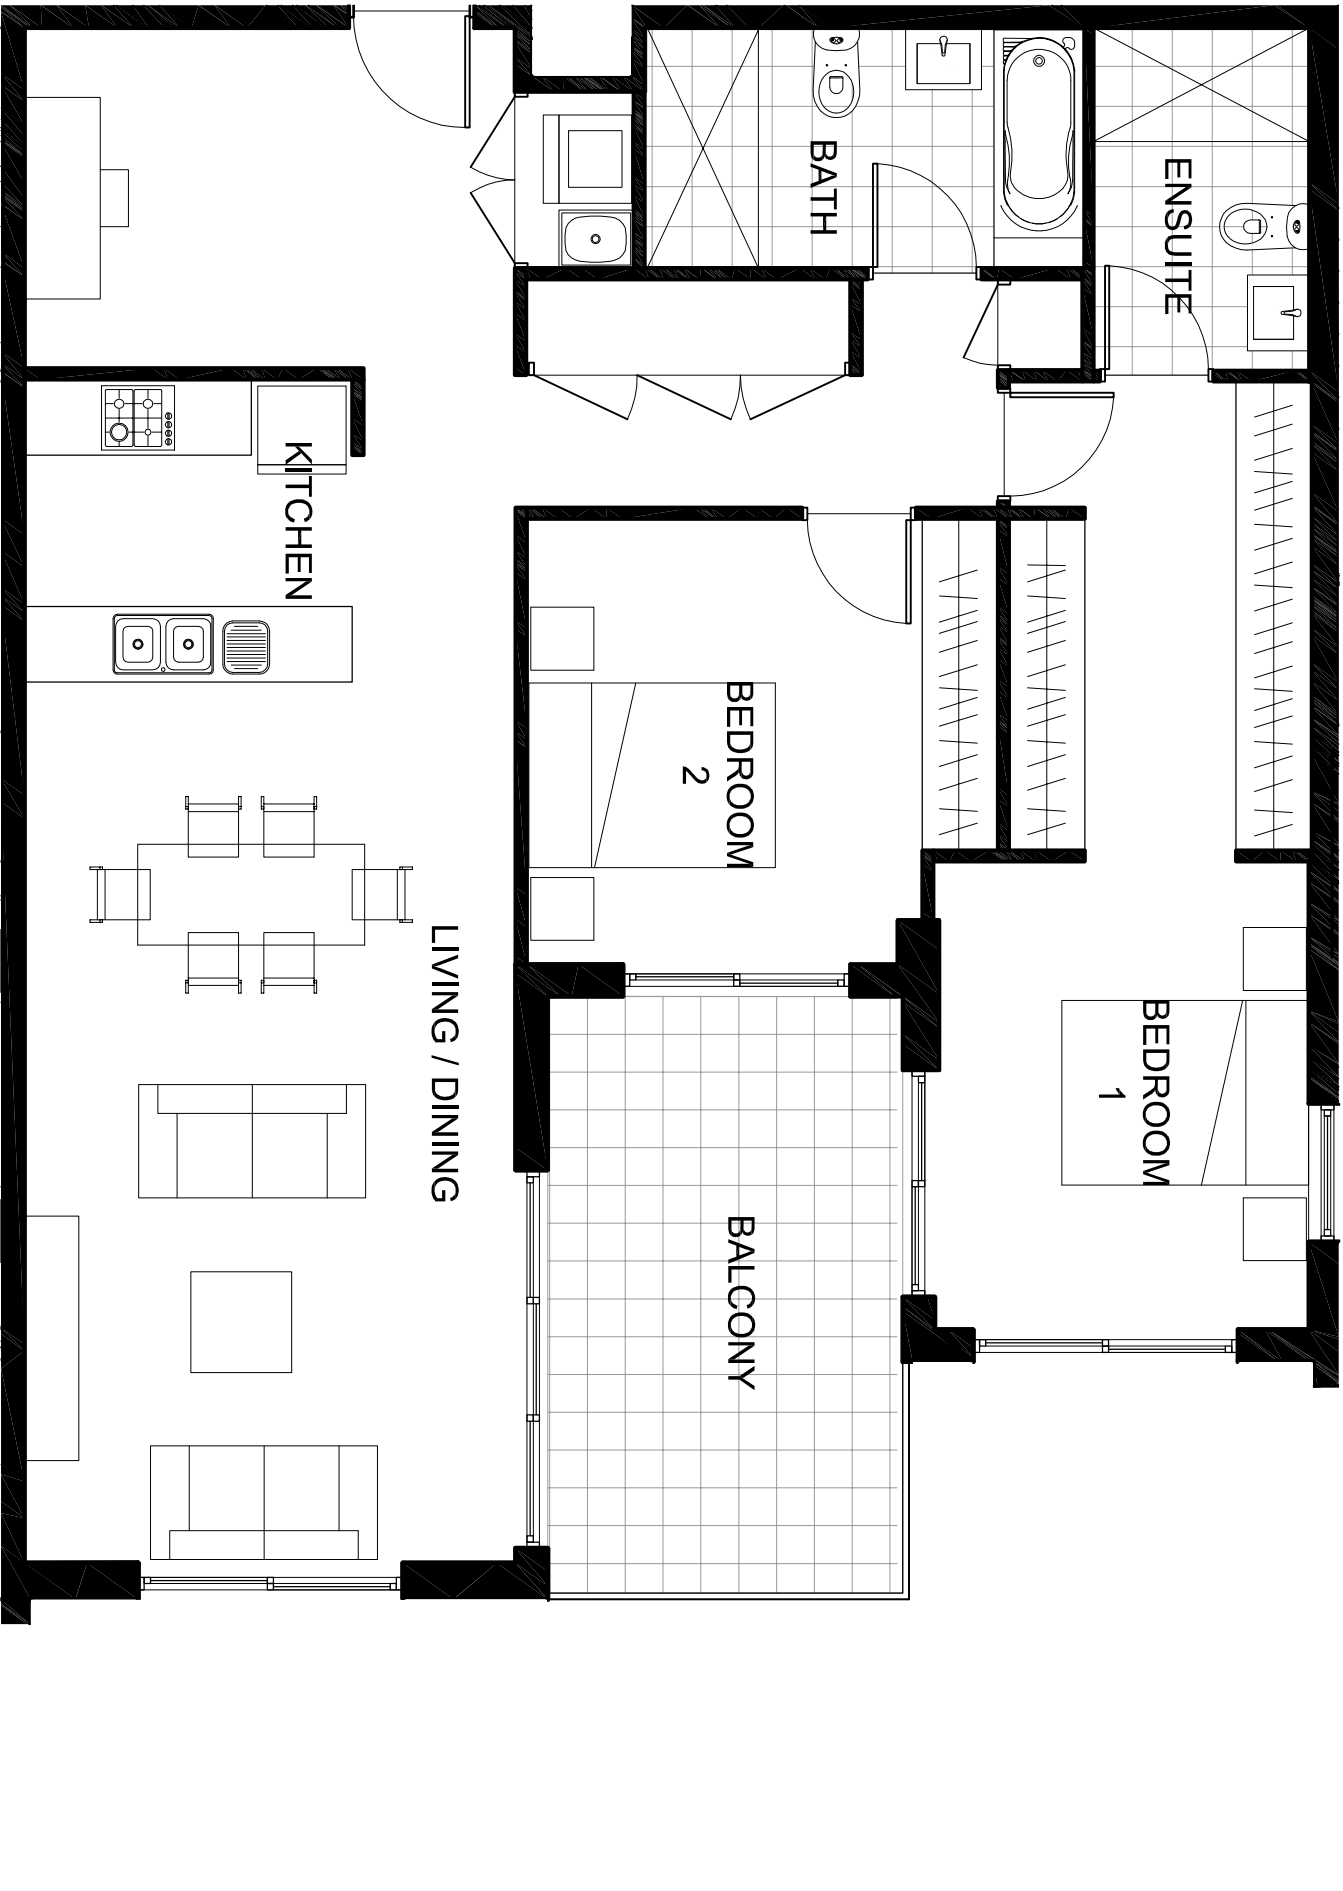 ENSUITE
BATH
KITCHEN
BEDROOM
2
BEDROOM
1
LIVING / DINING
BALCONY